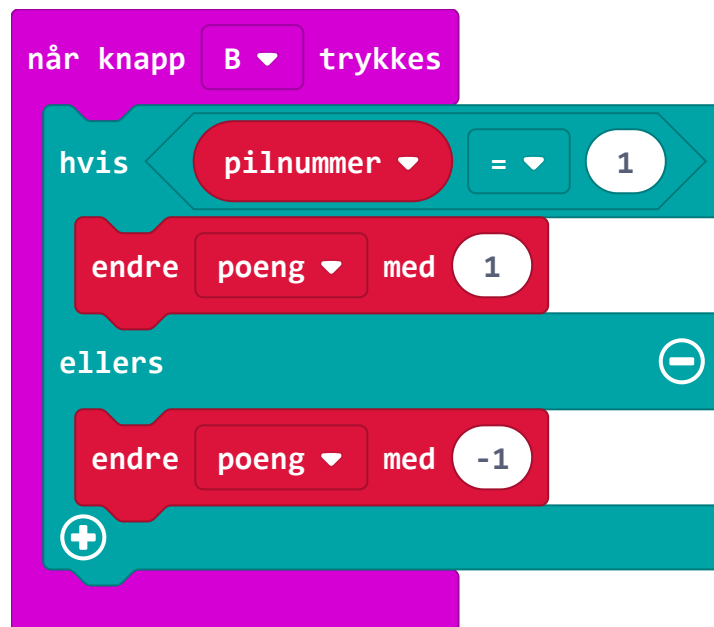 når knapp B trykkes
hvis pilnummer = 1
endre poeng med 1
ellers
endre poeng med -1